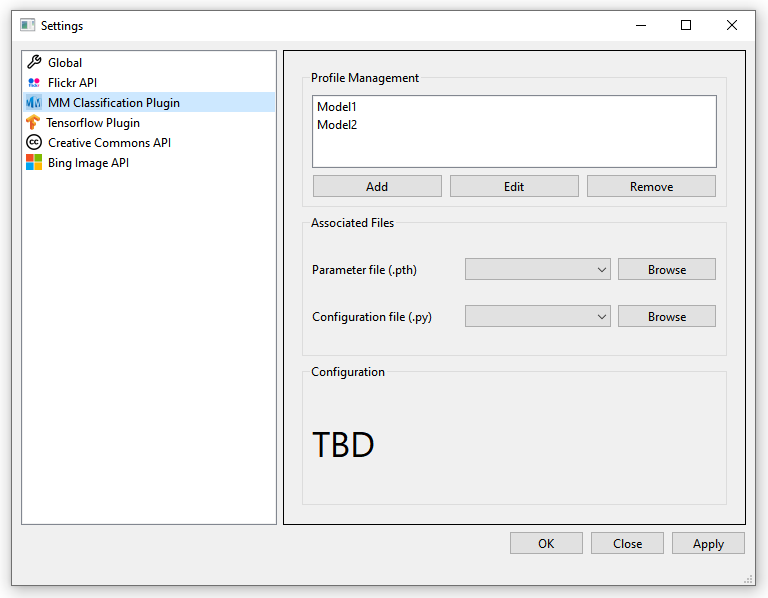 Settings
Global
Flickr API
MM Classification Plugin
Tensorflow Plugin
Creative Commons API
Bing Image API
Profile Management
Model1
Model2
Add Edit Remove
Associated Files
Parameter file (.pth) Browse
Configuration file (.py) Browse
Configuration
TBD
OK Close Apply